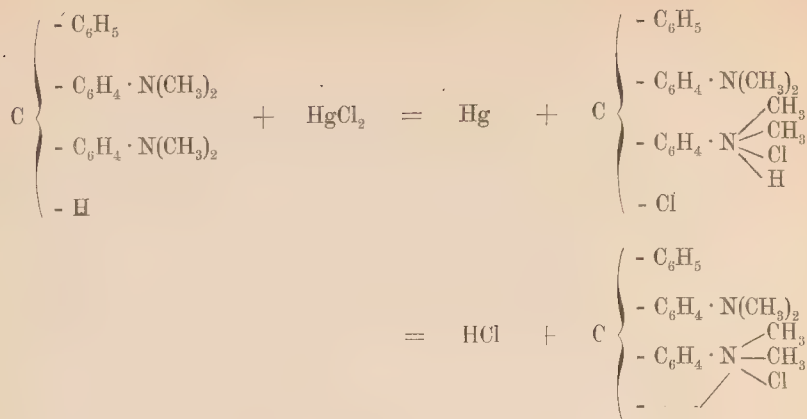 - C₆H₅ - C₆H₅
- C₆H₄ · N(CH₃)₂ - C₆H₄ · N(CH₃)₂
C + HgCl₂ = Hg + C
CH₃
- C₆H₄ · N(CH₃)₂ - C₆H₄ · N CH₃
Cl
H
- H - Cl
- C₆H₅
- C₆H₄ · N(CH₃)₂
= HCl + C
CH₃
- C₆H₄ · N CH₃
Cl
-